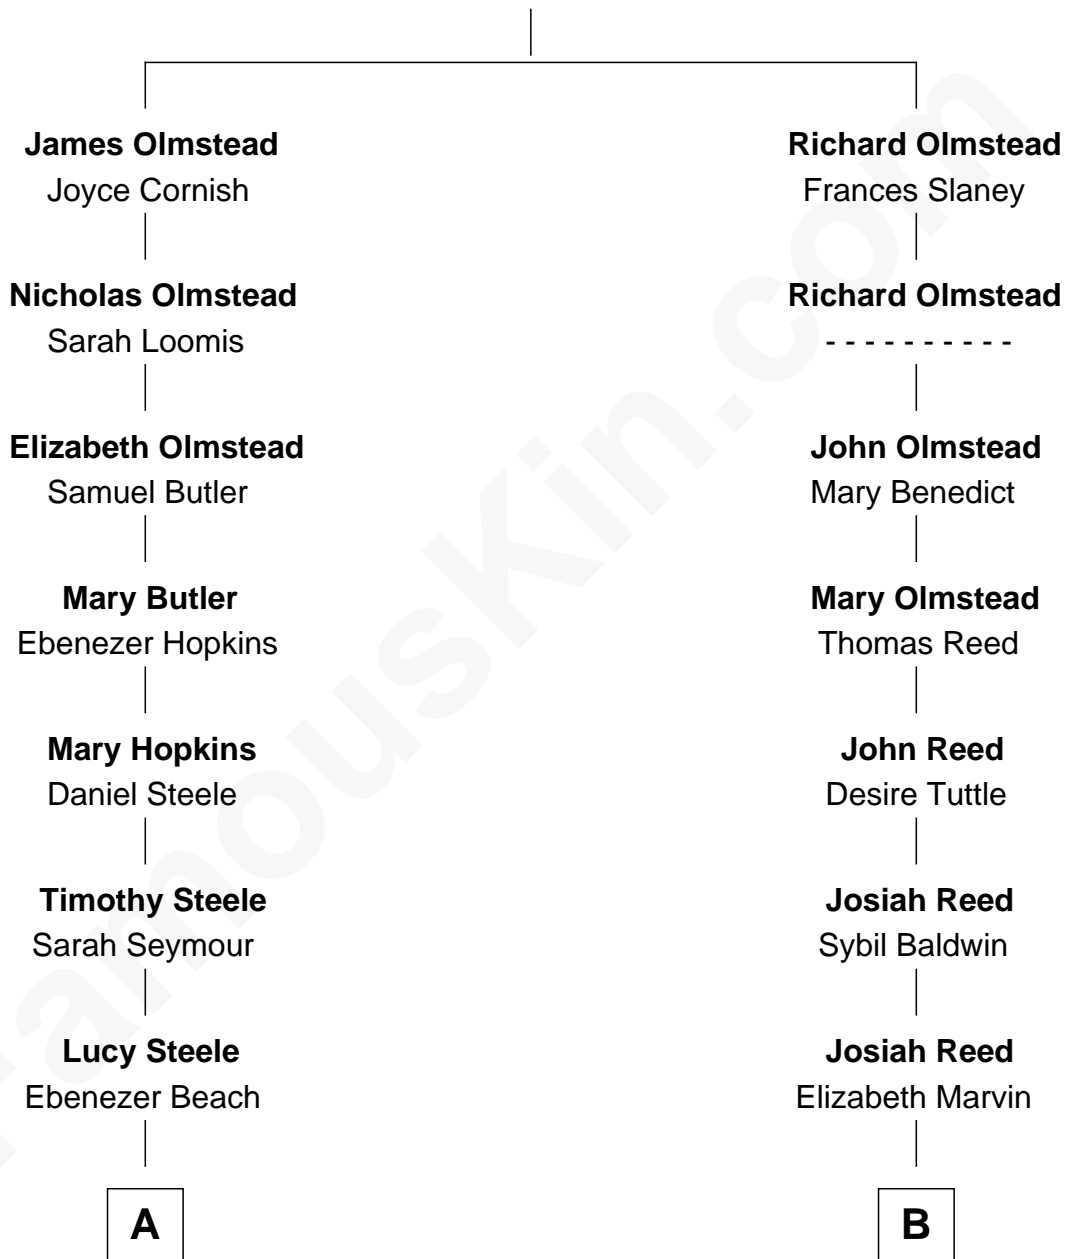 James Olmstead
Joyce Cornish
Nicholas Olmstead
Sarah Loomis
Elizabeth Olmstead
Samuel Butler
Mary Butler
Ebenezer Hopkins
Mary Hopkins
Daniel Steele
Timothy Steele
Sarah Seymour
Lucy Steele
Ebenezer Beach
A
Richard Olmstead
Frances Slaney
Richard Olmstead
- - - - - - - - - -
John Olmstead
Mary Benedict
Mary Olmstead
Thomas Reed
John Reed
Desire Tuttle
Josiah Reed
Sybil Baldwin
Josiah Reed
Elizabeth Marvin
B
FamousKin.com